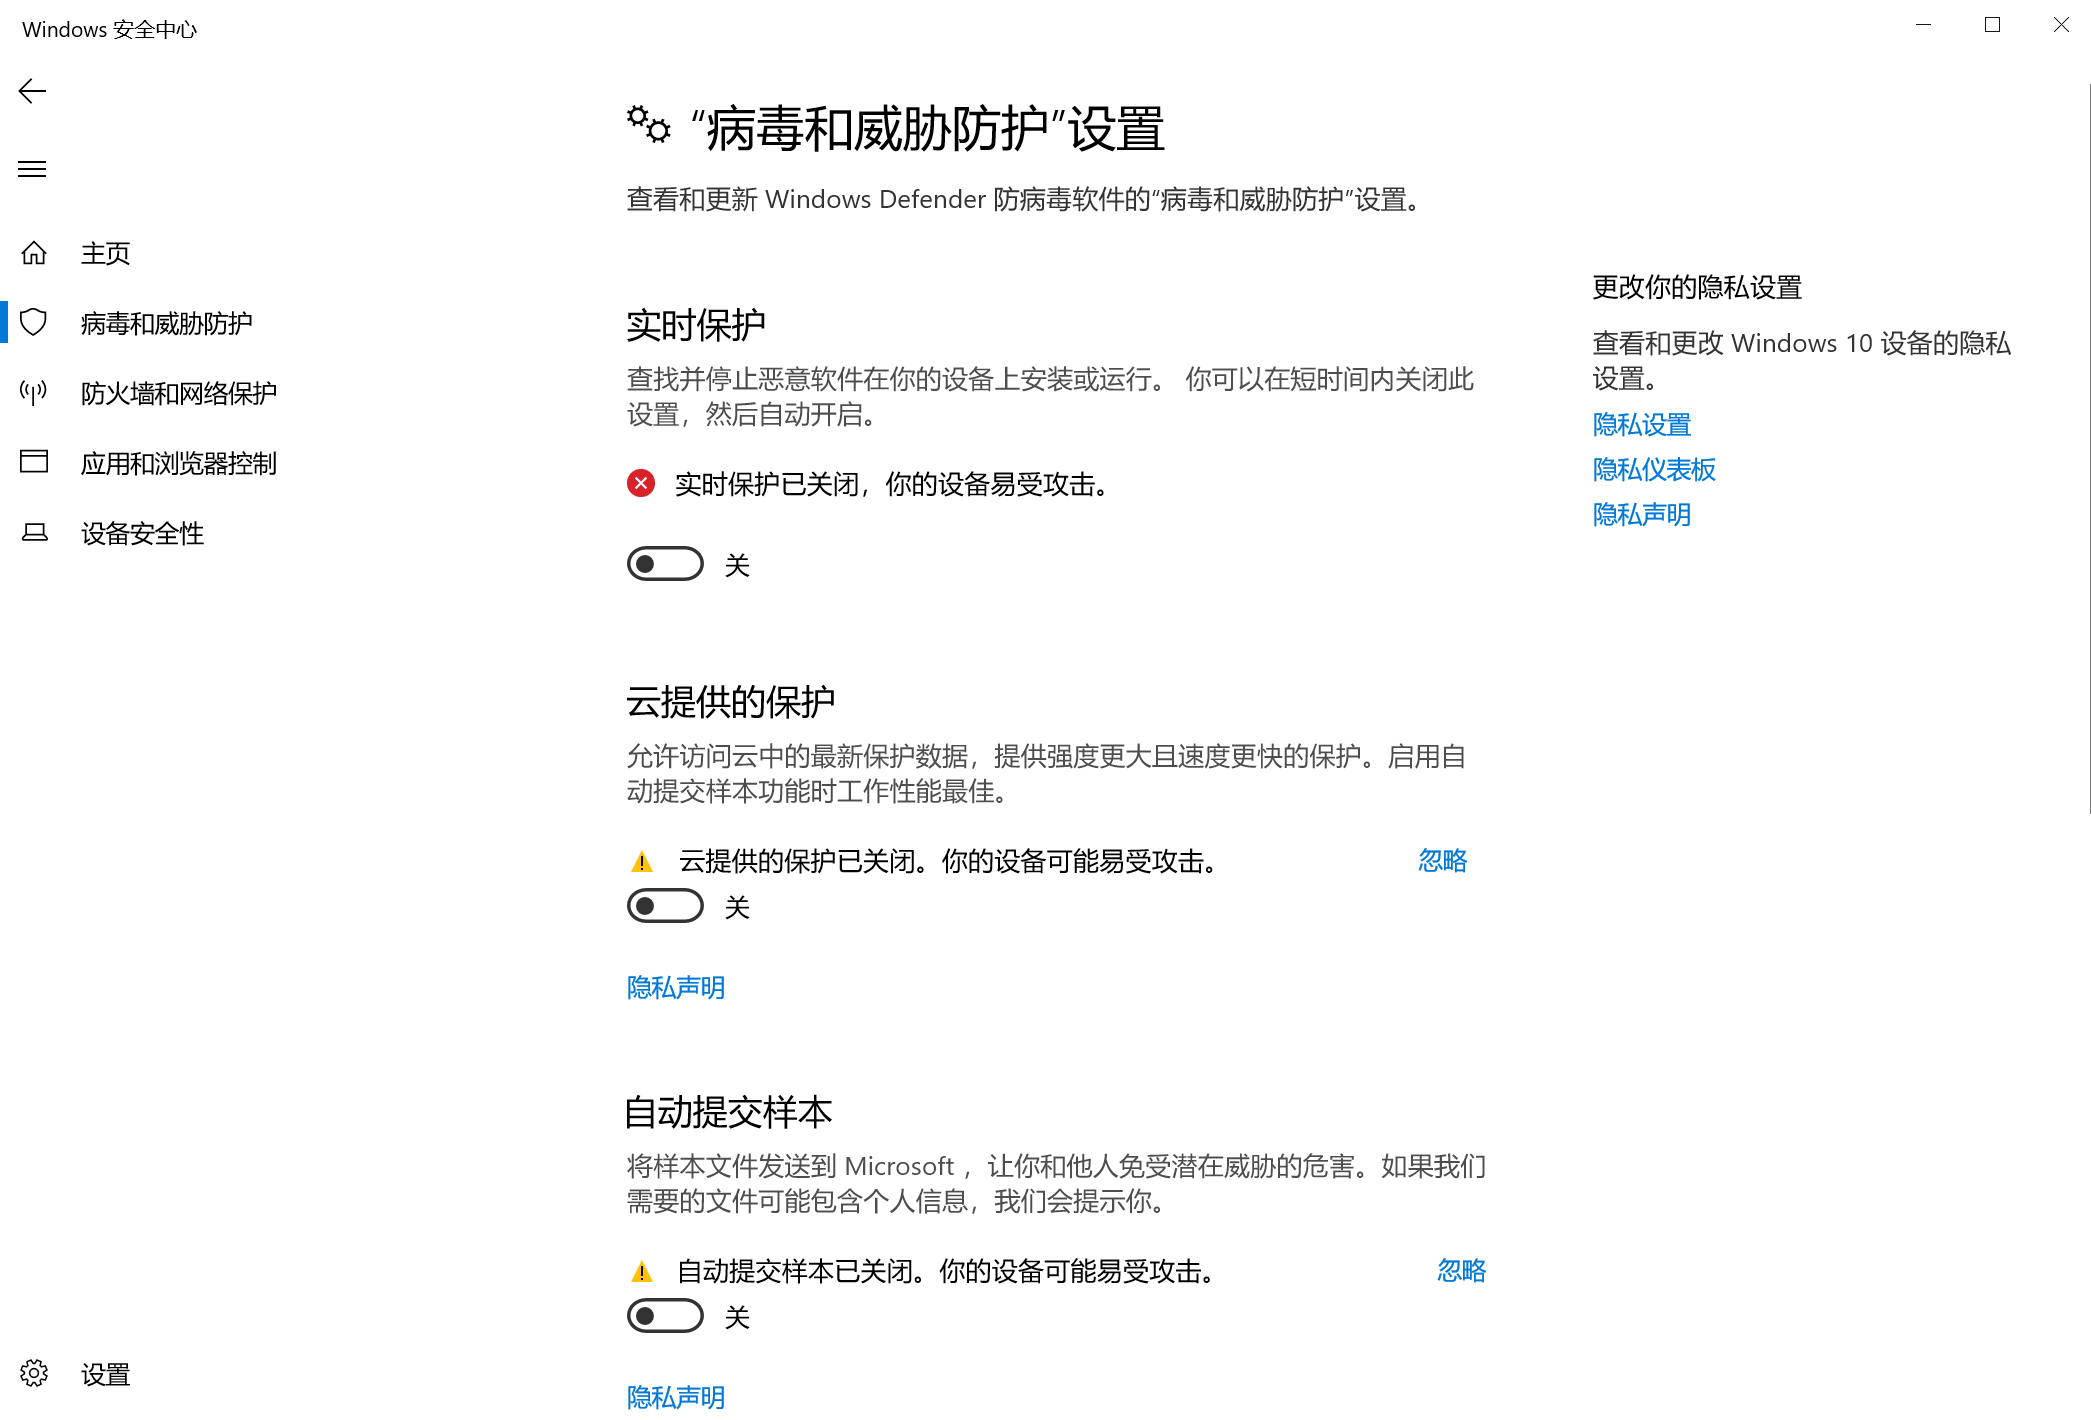 Windows 安全中心
主页
病毒和威胁防护
防火墙和网络保护
应用和浏览器控制
设备安全性
设置
“病毒和威胁防护”设置
查看和更新 Windows Defender 防病毒软件的“病毒和威胁防护”设置。
实时保护
查找并停止恶意软件在你的设备上安装或运行。 你可以在短时间内关闭此
设置，然后自动开启。
实时保护已关闭，你的设备易受攻击。
关
云提供的保护
允许访问云中的最新保护数据，提供强度更大且速度更快的保护。启用自
动提交样本功能时工作性能最佳。
云提供的保护已关闭。你的设备可能易受攻击。 忽略
关
隐私声明
自动提交样本
将样本文件发送到 Microsoft ，让你和他人免受潜在威胁的危害。如果我们
需要的文件可能包含个人信息，我们会提示你。
自动提交样本已关闭。你的设备可能易受攻击。 忽略
关
隐私声明
更改你的隐私设置
查看和更改 Windows 10 设备的隐私
设置。
隐私设置
隐私仪表板
隐私声明